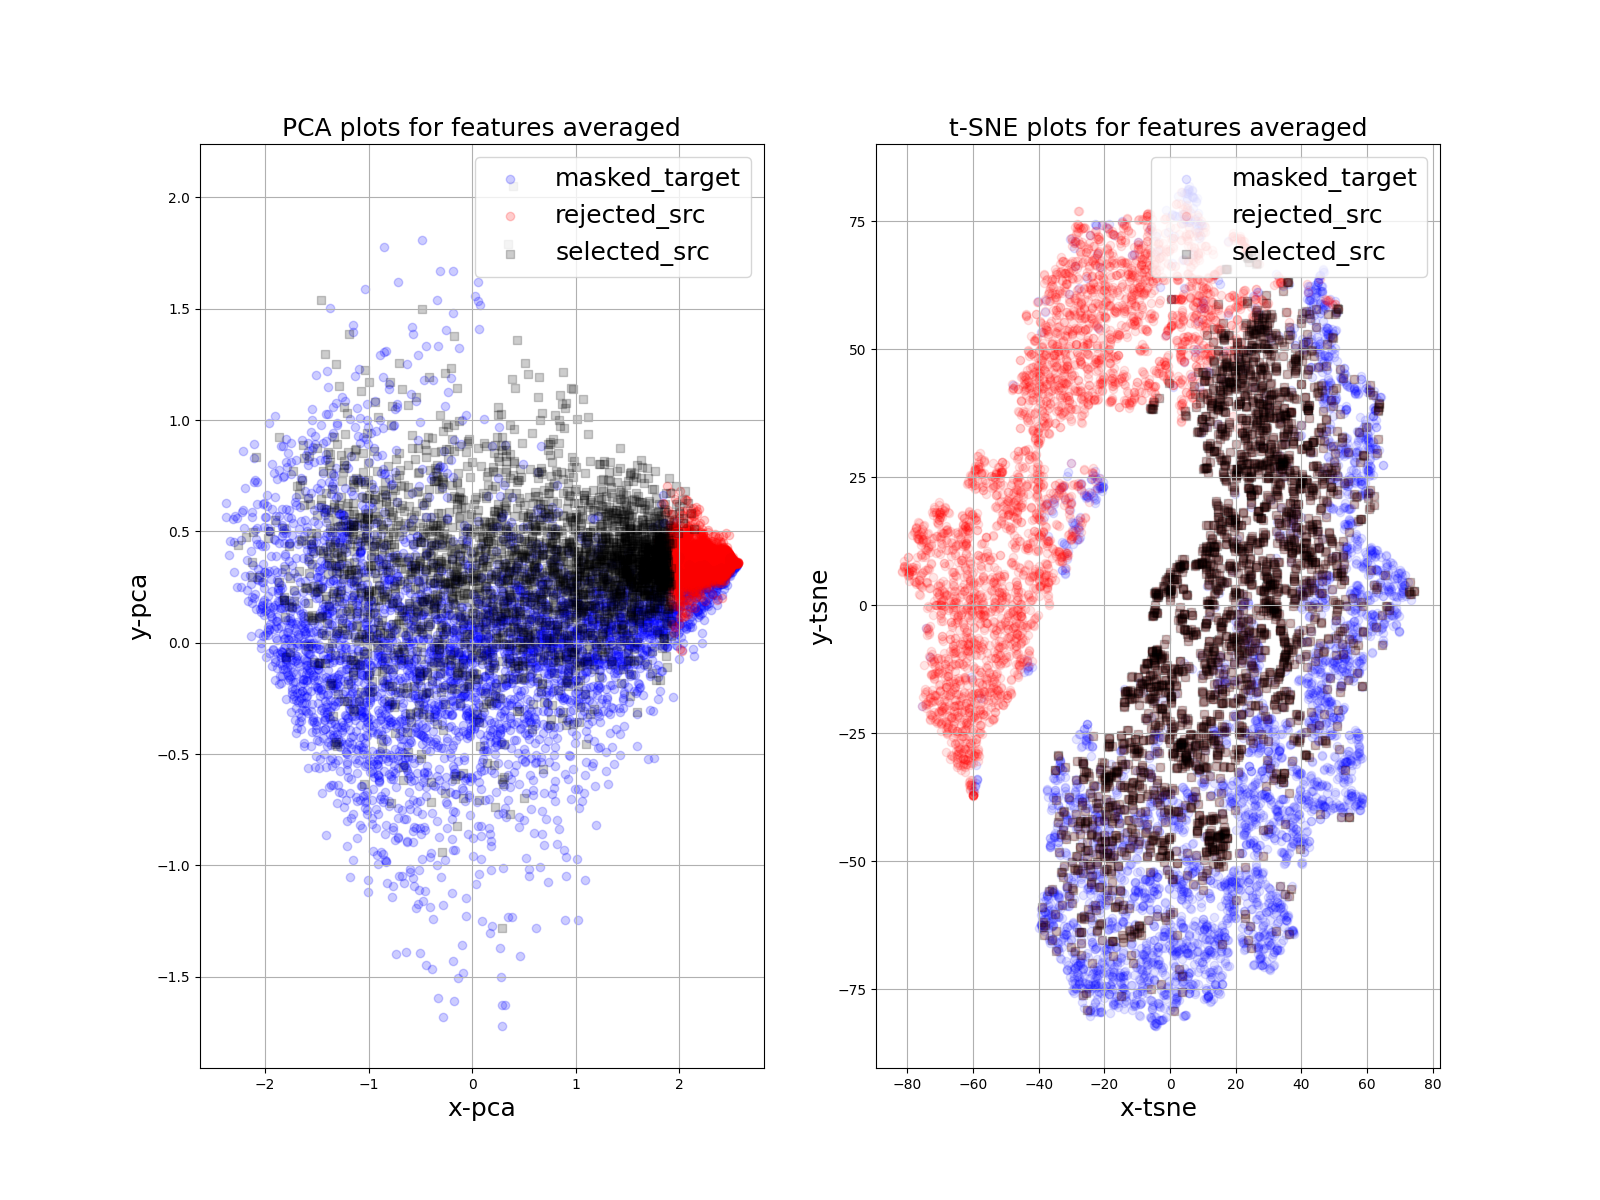 PCA plots for features averaged
masked_target
rejected_src
selected_src
2.0
1.5
1.0
0.5
0.0
−0.5
−1.0
−1.5
y-pca
−2
−1
0
1
2
x-pca
t-SNE plots for features averaged
masked_target
rejected_src
selected_src
75
50
25
0
−25
−50
−75
y-tsne
−80
−60
−40
−20
0
20
40
60
80
x-tsne